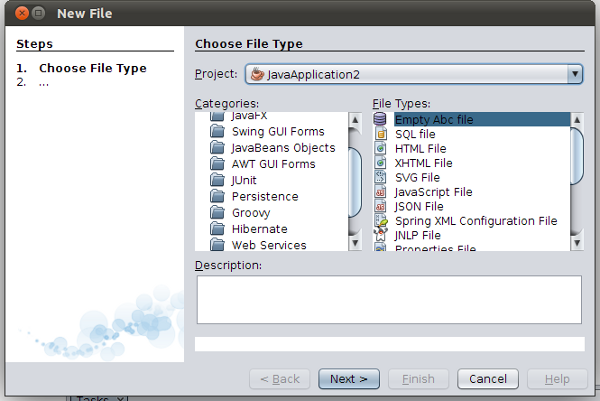 New File
Steps
1. Choose File Type
2. ...
Choose File Type
Project: JavaApplication2
Categories:
JavaFX
Swing GUI Forms
JavaBeans Objects
AWT GUI Forms
JUnit
Persistence
Groovy
Hibernate
Web Services
File Types:
Empty Abc file
SQL file
HTML File
XHTML File
SVG File
JavaScript File
JSON File
Spring XML Configuration File
JNLP File
Properties File
Description:
< Back
Next >
Finish
Cancel
Help
Tasks x